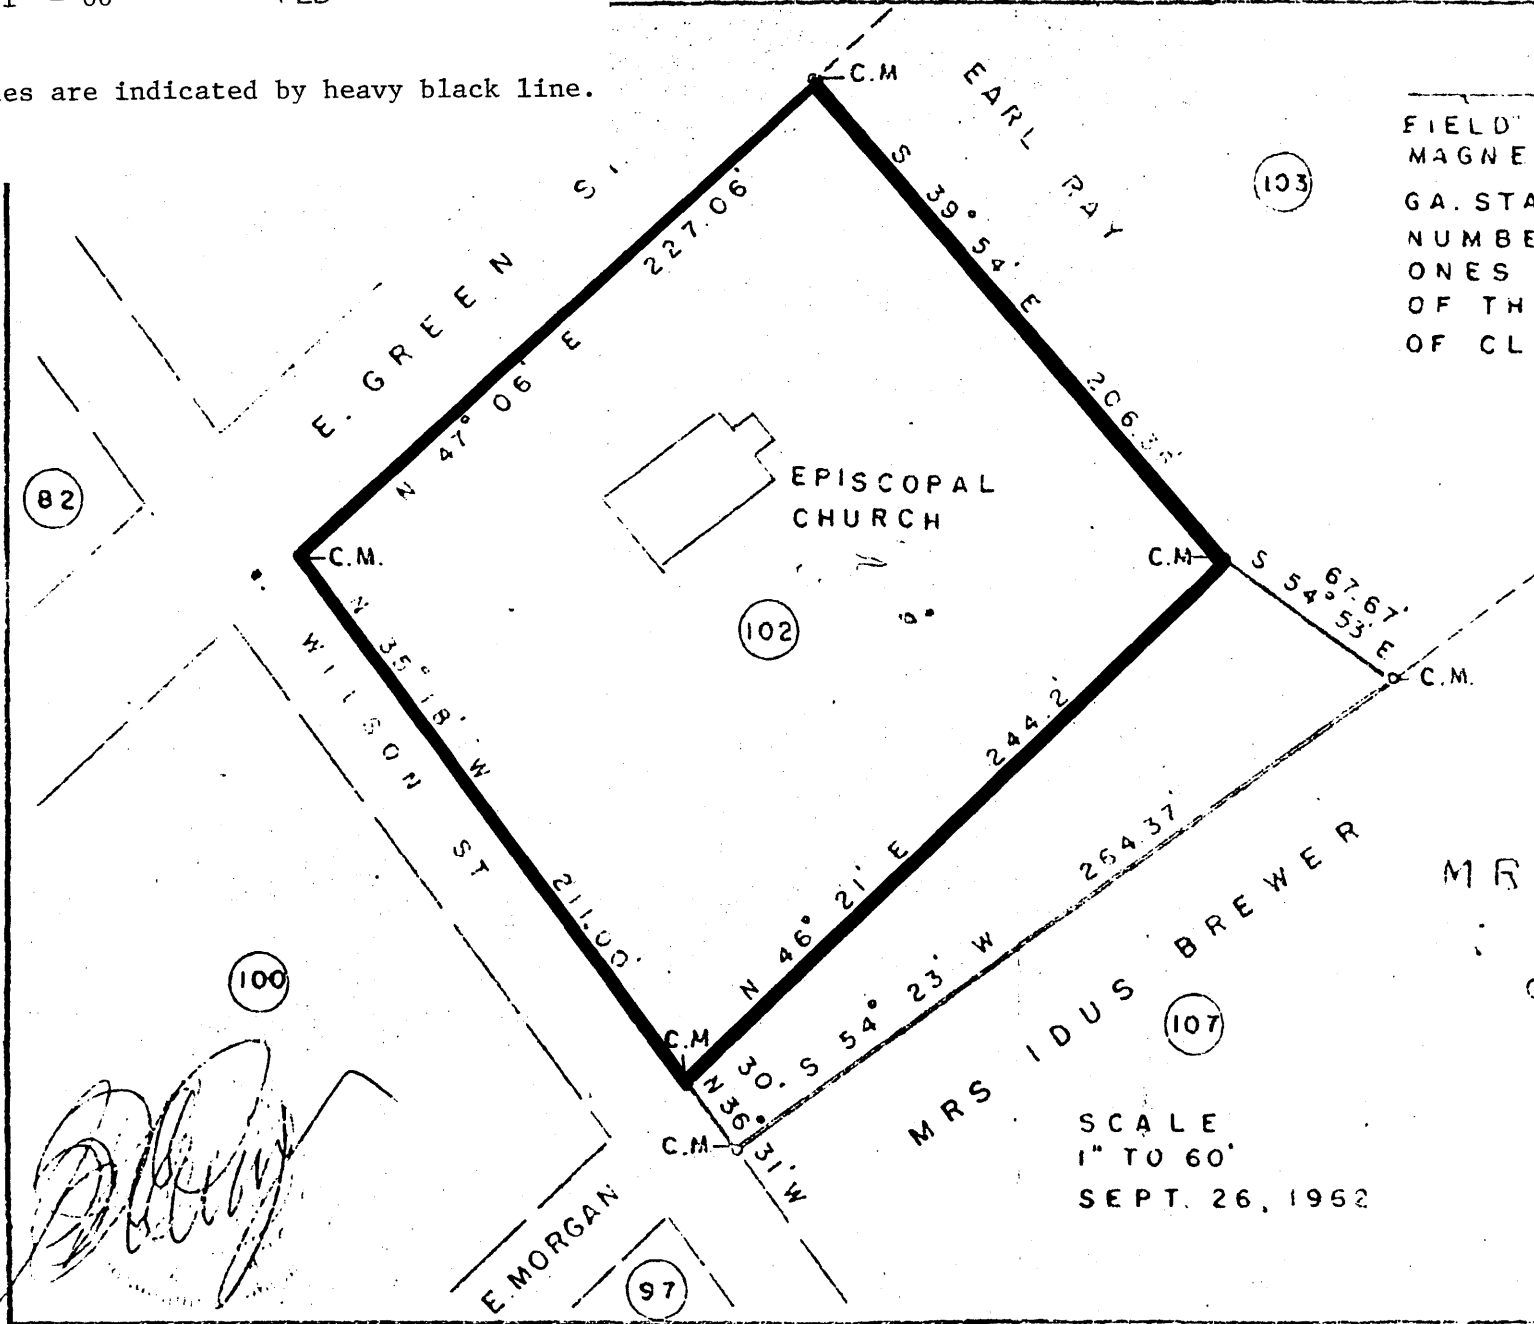 es are indicated by heavy black line.
C.M
EARL RAY
103
FIELD
MAGNE
GA. STA
NUMBE
ONES
OF TH
OF CL
E. GREEN ST.
227.06'
N 47° 06' E
S 39° 54' E
82
EPISCOPAL
CHURCH
C.M.
C.M
S 54° 53' E
67.67'
C.M.
102
N 35° 18' W
211.00'
WILSON ST
244.2'
N 46° 21' E
264.37'
S 54° 23' W
MRS IDUS BREWER
MR
100
107
C.M
30.
N 36° 31' W
C.M
SCALE
1" TO 60'
SEPT. 26, 1962
E. MORGAN
97